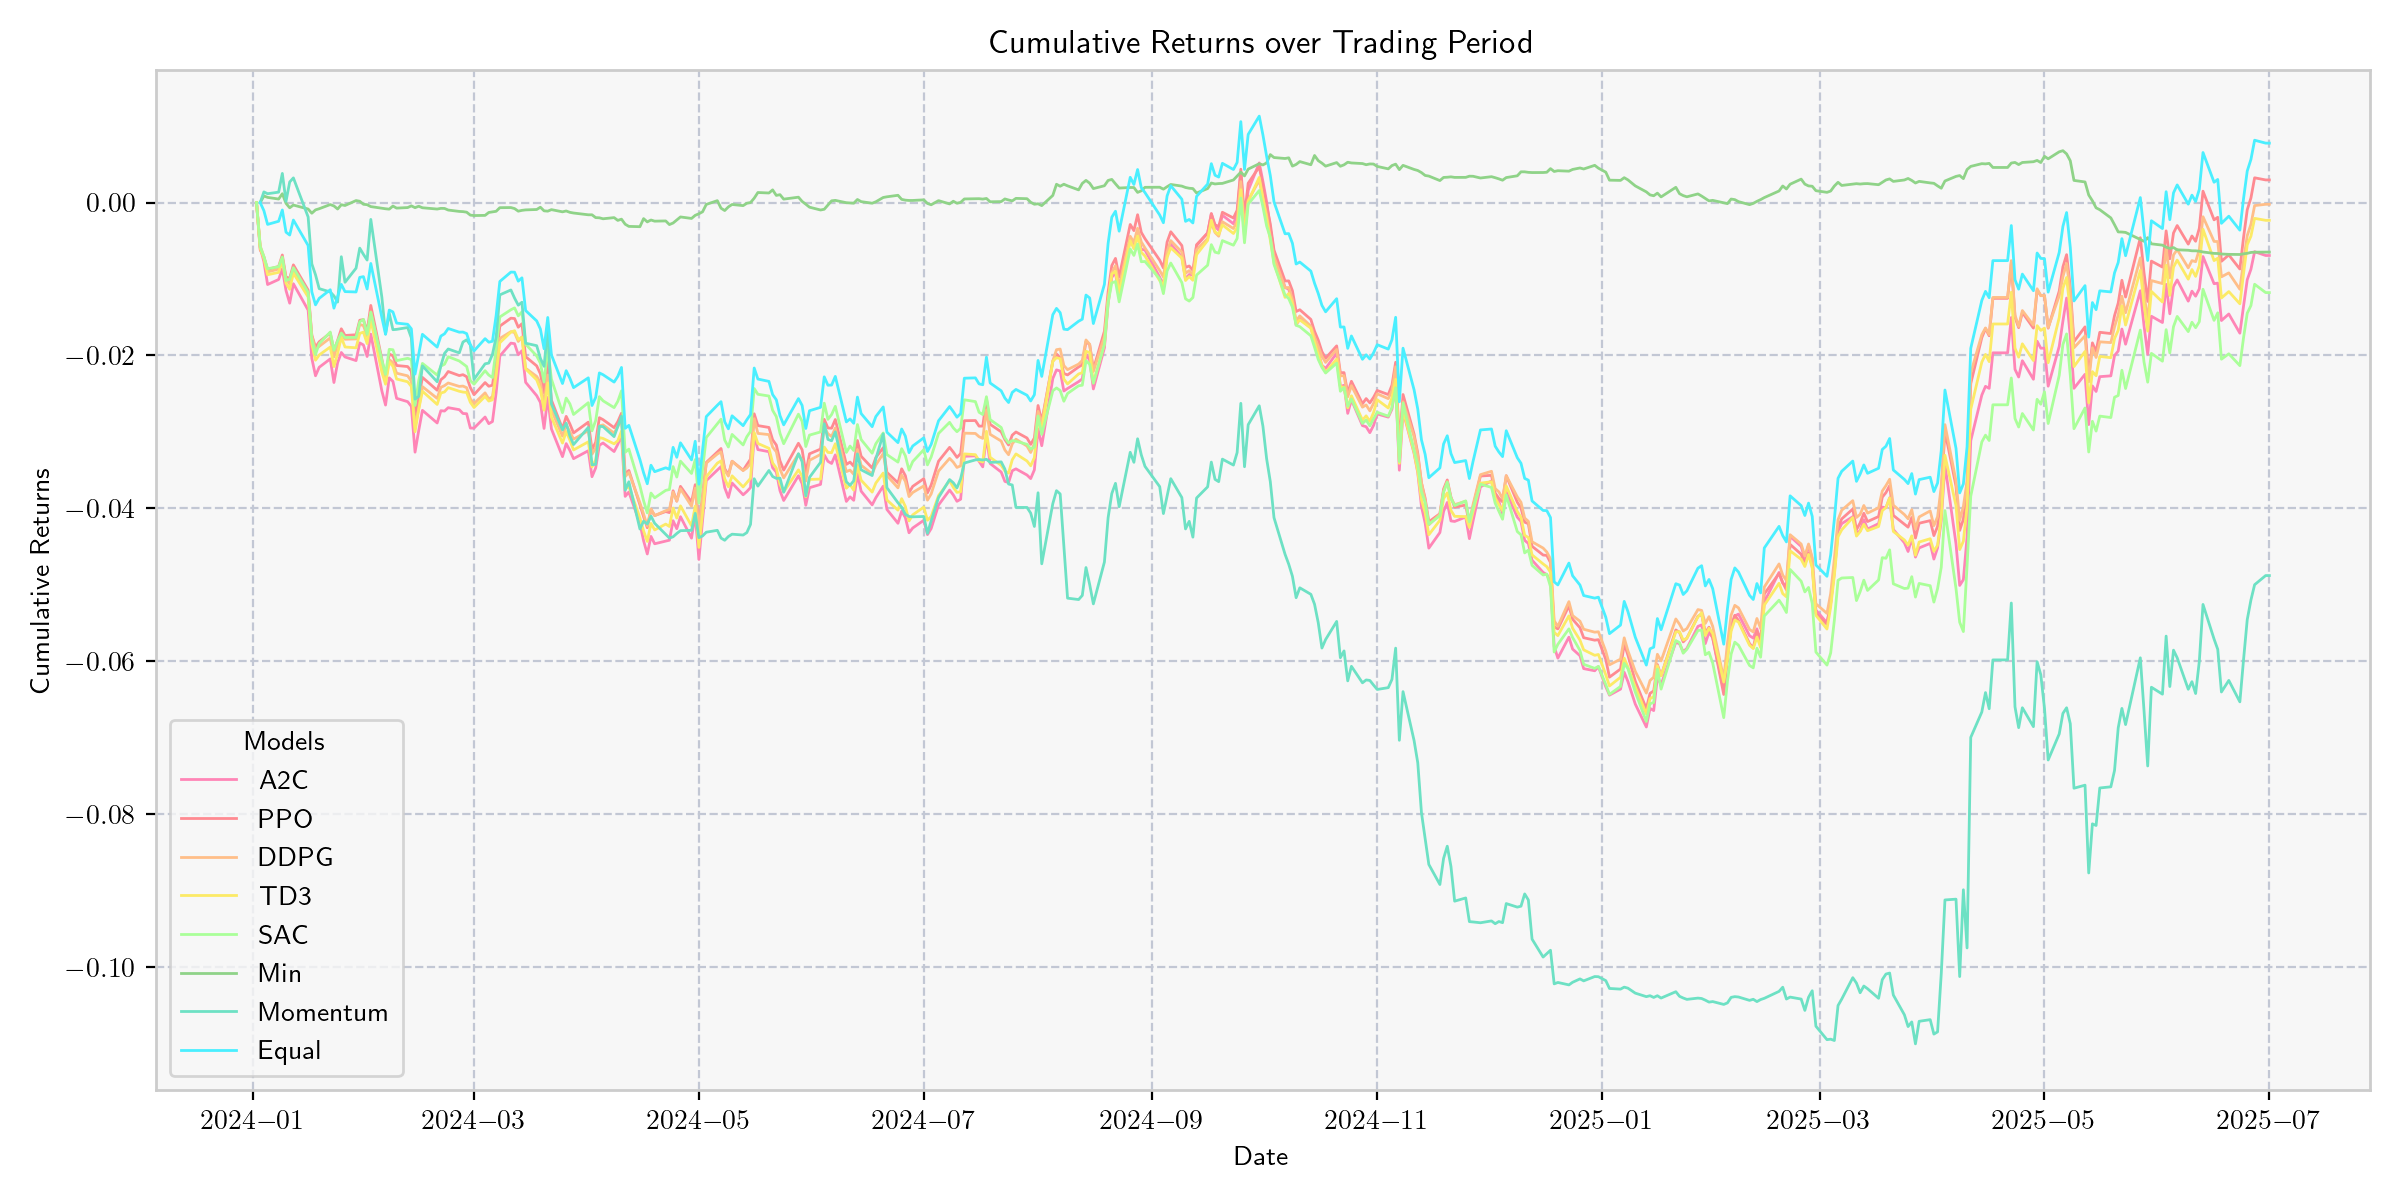 Cumulative Returns over Trading Period
Cumulative Returns
0.00
−0.02
−0.04
−0.06
−0.08
−0.10
Models
A2C
PPO
DDPG
TD3
SAC
Min
Momentum
Equal
2024−01
2024−03
2024−05
2024−07
2024−09
2024−11
2025−01
2025−03
2025−05
2025−07
Date